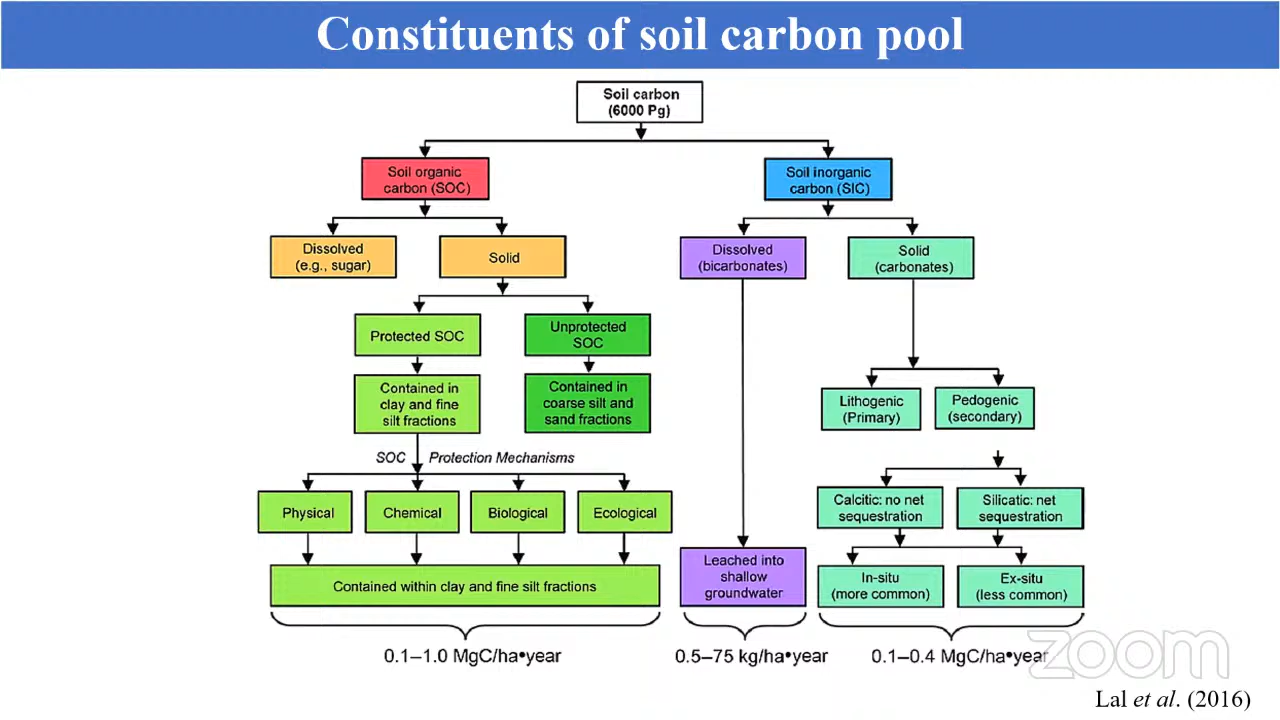 Constituents of soil carbon pool
Soil carbon
(6000 Pg)
Soil organic
carbon (SOC)
Soil inorganic
carbon (SIC)
Dissolved
(e.g., sugar)
Solid
Dissolved
(bicarbonates)
Solid
(carbonates)
Protected SOC
Unprotected
SOC
Contained in
clay and fine
silt fractions
Contained in
coarse silt and
sand fractions
Lithogenic
(Primary)
Pedogenic
(secondary)
SOC Protection Mechanisms
Physical
Chemical
Biological
Ecological
Calcitic: no net
sequestration
Silicatic: net
sequestration
Contained within clay and fine silt fractions
Leached into
shallow
groundwater
In-situ
(more common)
Ex-situ
(less common)
0.1–1.0 MgC/ha•year
0.5–75 kg/ha•year
0.1–0.4 MgC/ha•year
zoom
Lal et al. (2016)